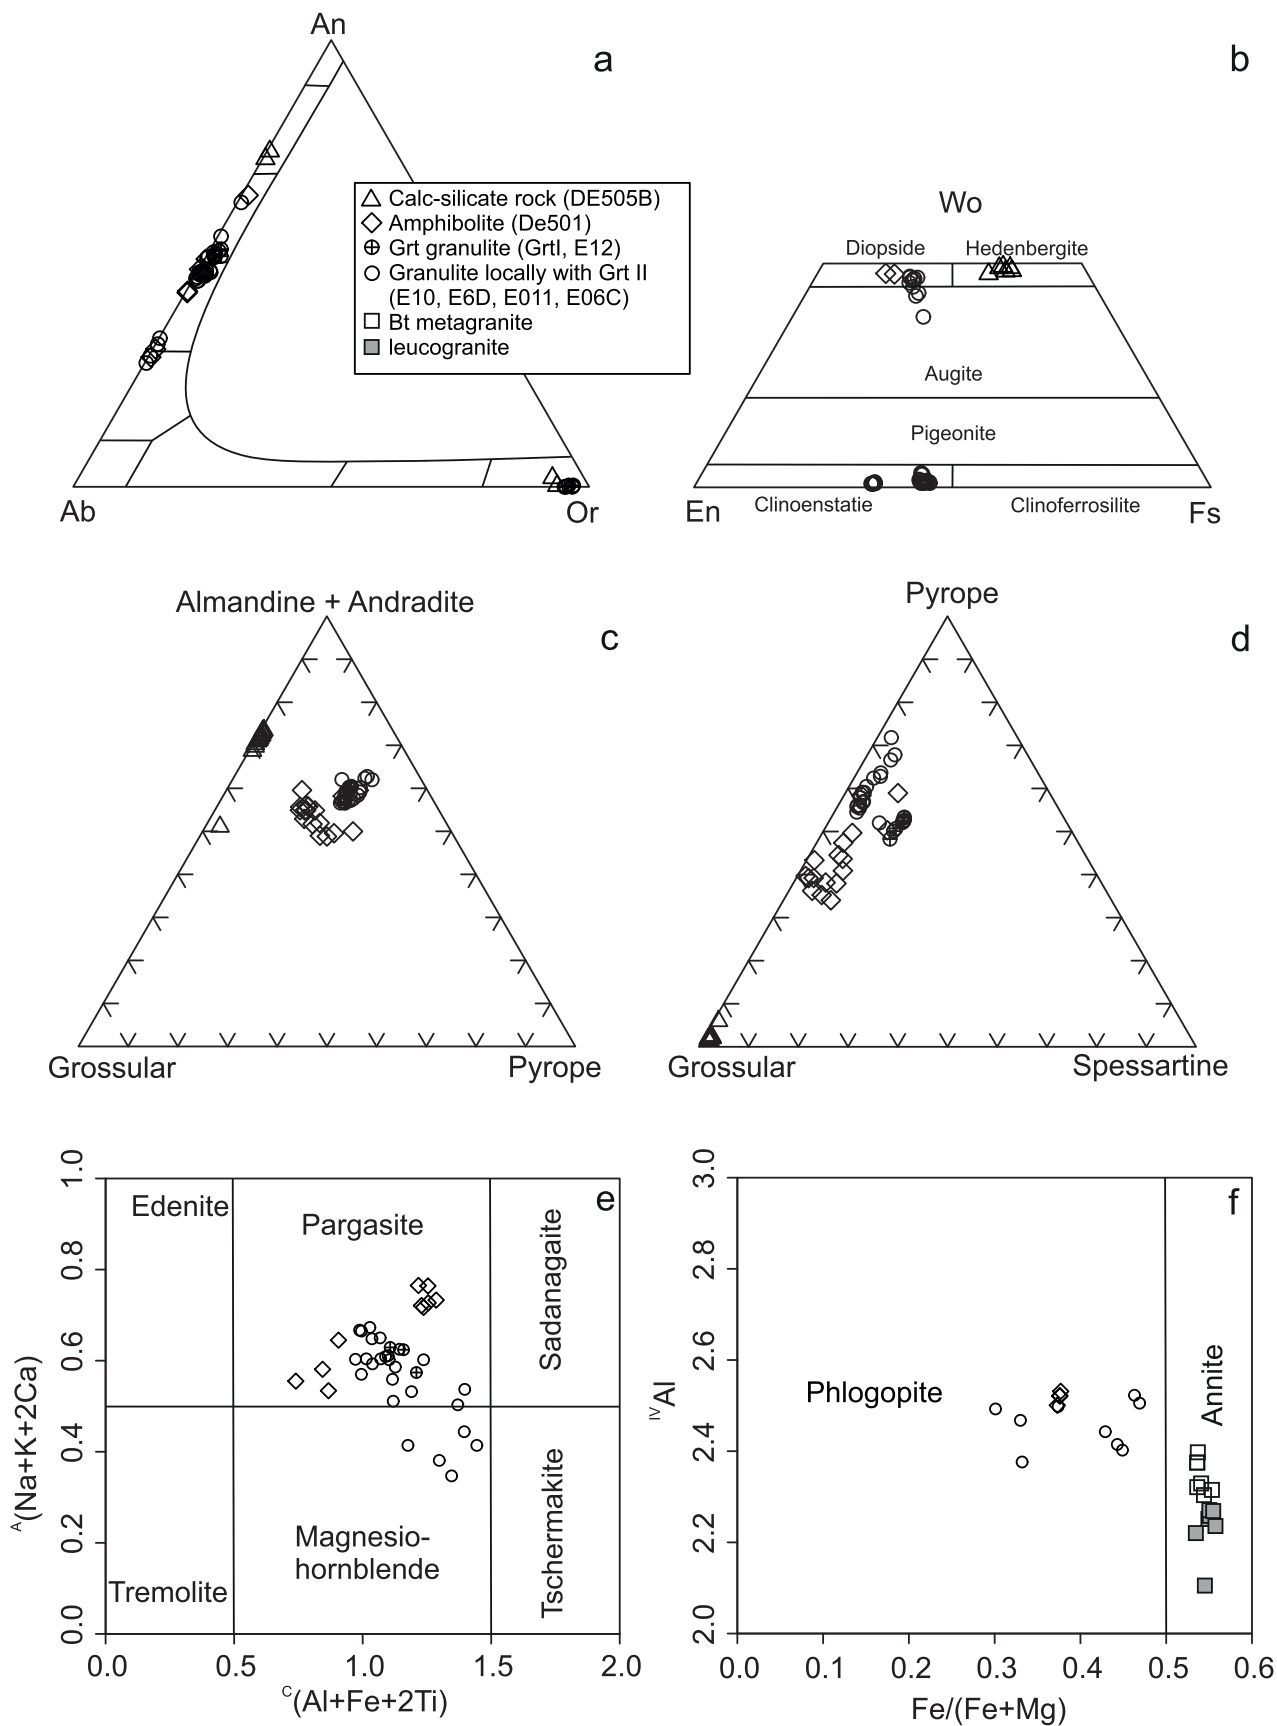 An
a
b
Calc-silicate rock (DE505B)
Amphibolite (De501)
Grt granulite (GrtI, E12)
Granulite locally with Grt II
(E10, E6D, E011, E06C)
Bt metagranite
leucogranite
Ab
Or
Wo
Diopside
Hedenbergite
Augite
Pigeonite
En
Clinoenstatie
Clinoferrosilite
Fs
Almandine + Andradite
c
Grossular
Pyrope
Pyrope
d
Grossular
Spessartine
1.0
0.8
0.6
0.4
0.2
0.0
A(Na+K+2Ca)
Edenite
Pargasite
e
Sadanagaite
Magnesio-
hornblende
Tremolite
Tschermakite
0.0 0.5 1.0 1.5 2.0
C(Al+Fe+2Ti)
3.0
2.8
2.6
2.4
2.2
2.0
IVAl
f
Phlogopite
Annite
0.0 0.1 0.2 0.3 0.4 0.5 0.6
Fe/(Fe+Mg)